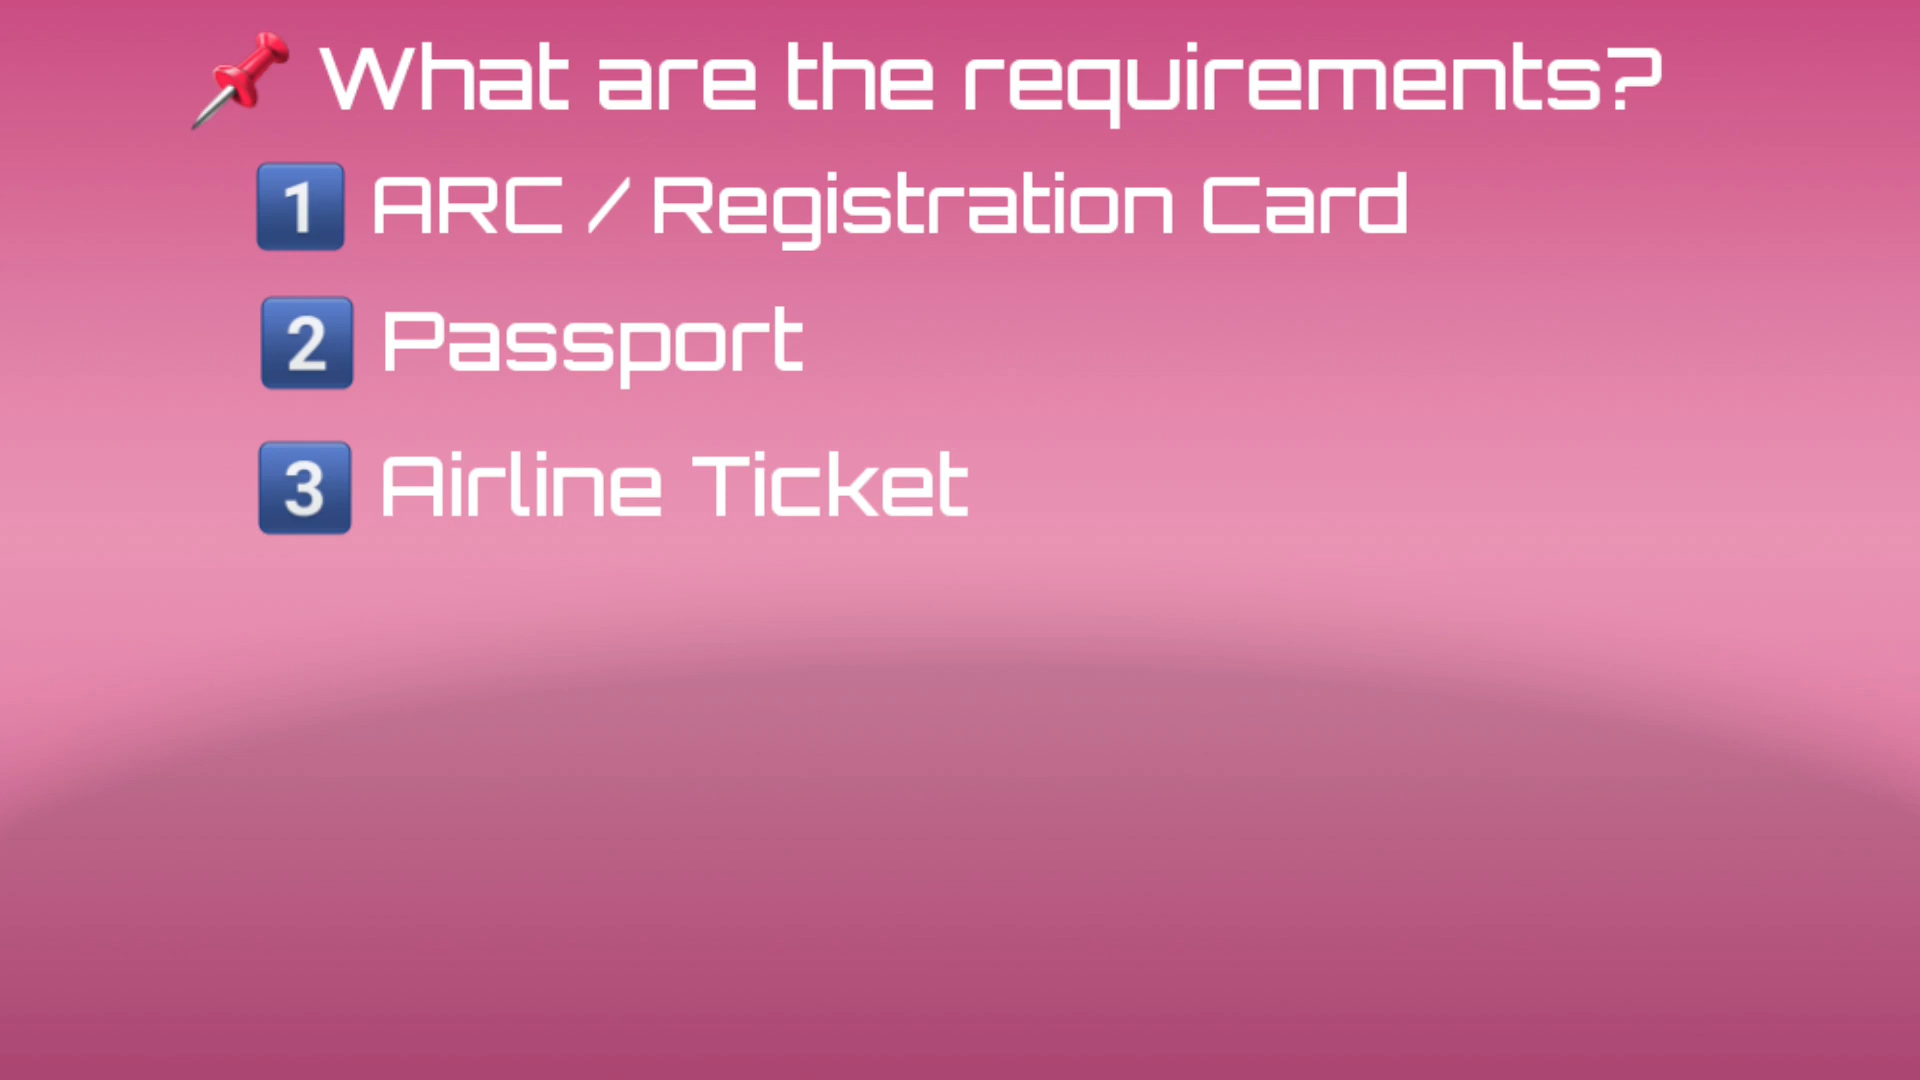 📌 What are the requirements?
1️⃣ ARC / Registration Card
2️⃣ Passport
3️⃣ Airline Ticket